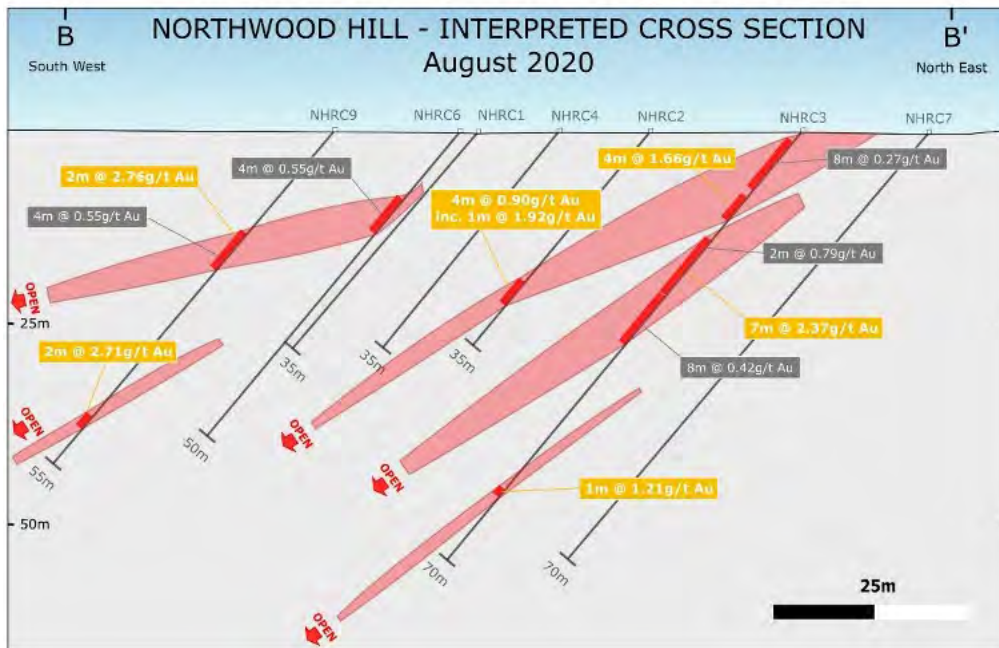 B
NORTHWOOD HILL - INTERPRETED CROSS SECTION
B'
South West
August 2020
North East
NHRC9
NHRC6
NHRC1
NHRC4
NHRC2
NHRC3
NHRC7
2m @ 2.76g/t Au
4m @ 0.55g/t Au
4m @ 1.66g/t Au
8m @ 0.27g/t Au
4m @ 0.55g/t Au
4m @ 0.90g/t Au
inc. 1m @ 1.92g/t Au
2m @ 0.79g/t Au
OPEN
25m
7m @ 2.37g/t Au
2m @ 2.71g/t Au
35m
35m
35m
8m @ 0.42g/t Au
OPEN
50m
55m
OPEN
OPEN
1m @ 1.21g/t Au
50m
70m
70m
25m
OPEN